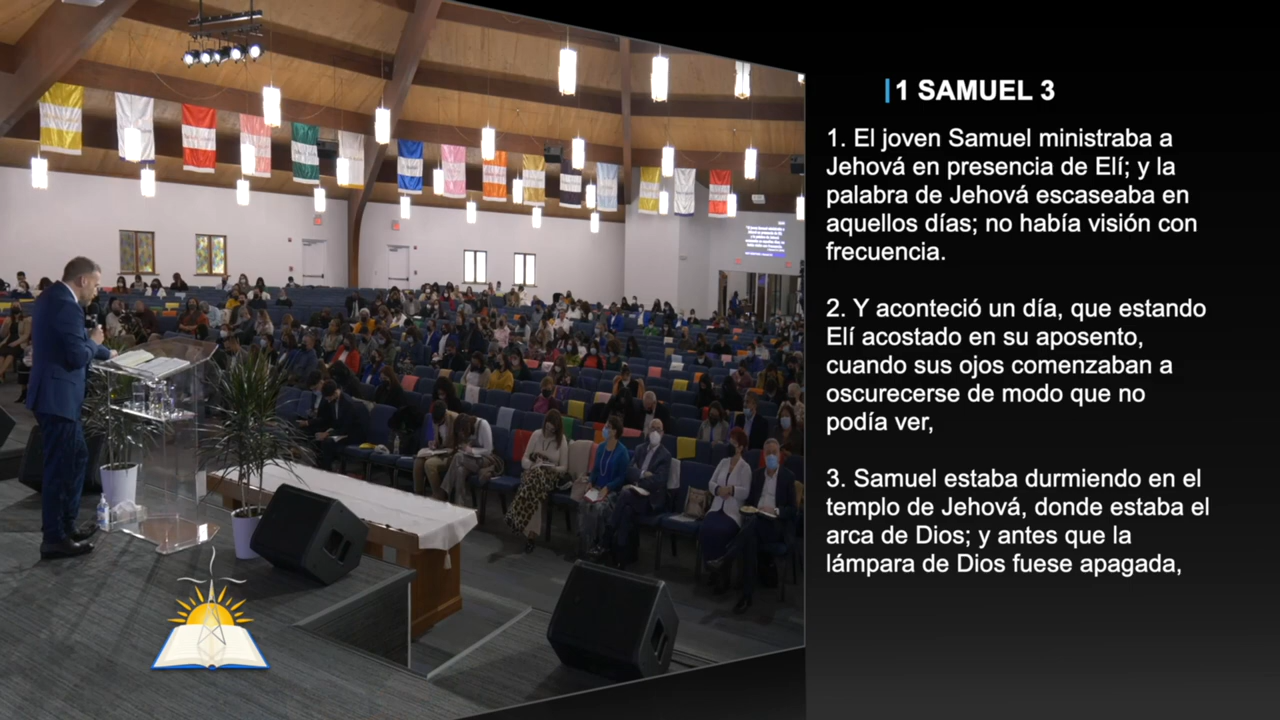 1 SAMUEL 3
1. El joven Samuel ministraba a
Jehová en presencia de Elí; y la
palabra de Jehová escaseaba en
aquellos días; no había visión con
frecuencia.
2. Y aconteció un día, que estando
Elí acostado en su aposento,
cuando sus ojos comenzaban a
oscurecerse de modo que no
podía ver,
3. Samuel estaba durmiendo en el
templo de Jehová, donde estaba el
arca de Dios; y antes que la
lámpara de Dios fuese apagada,